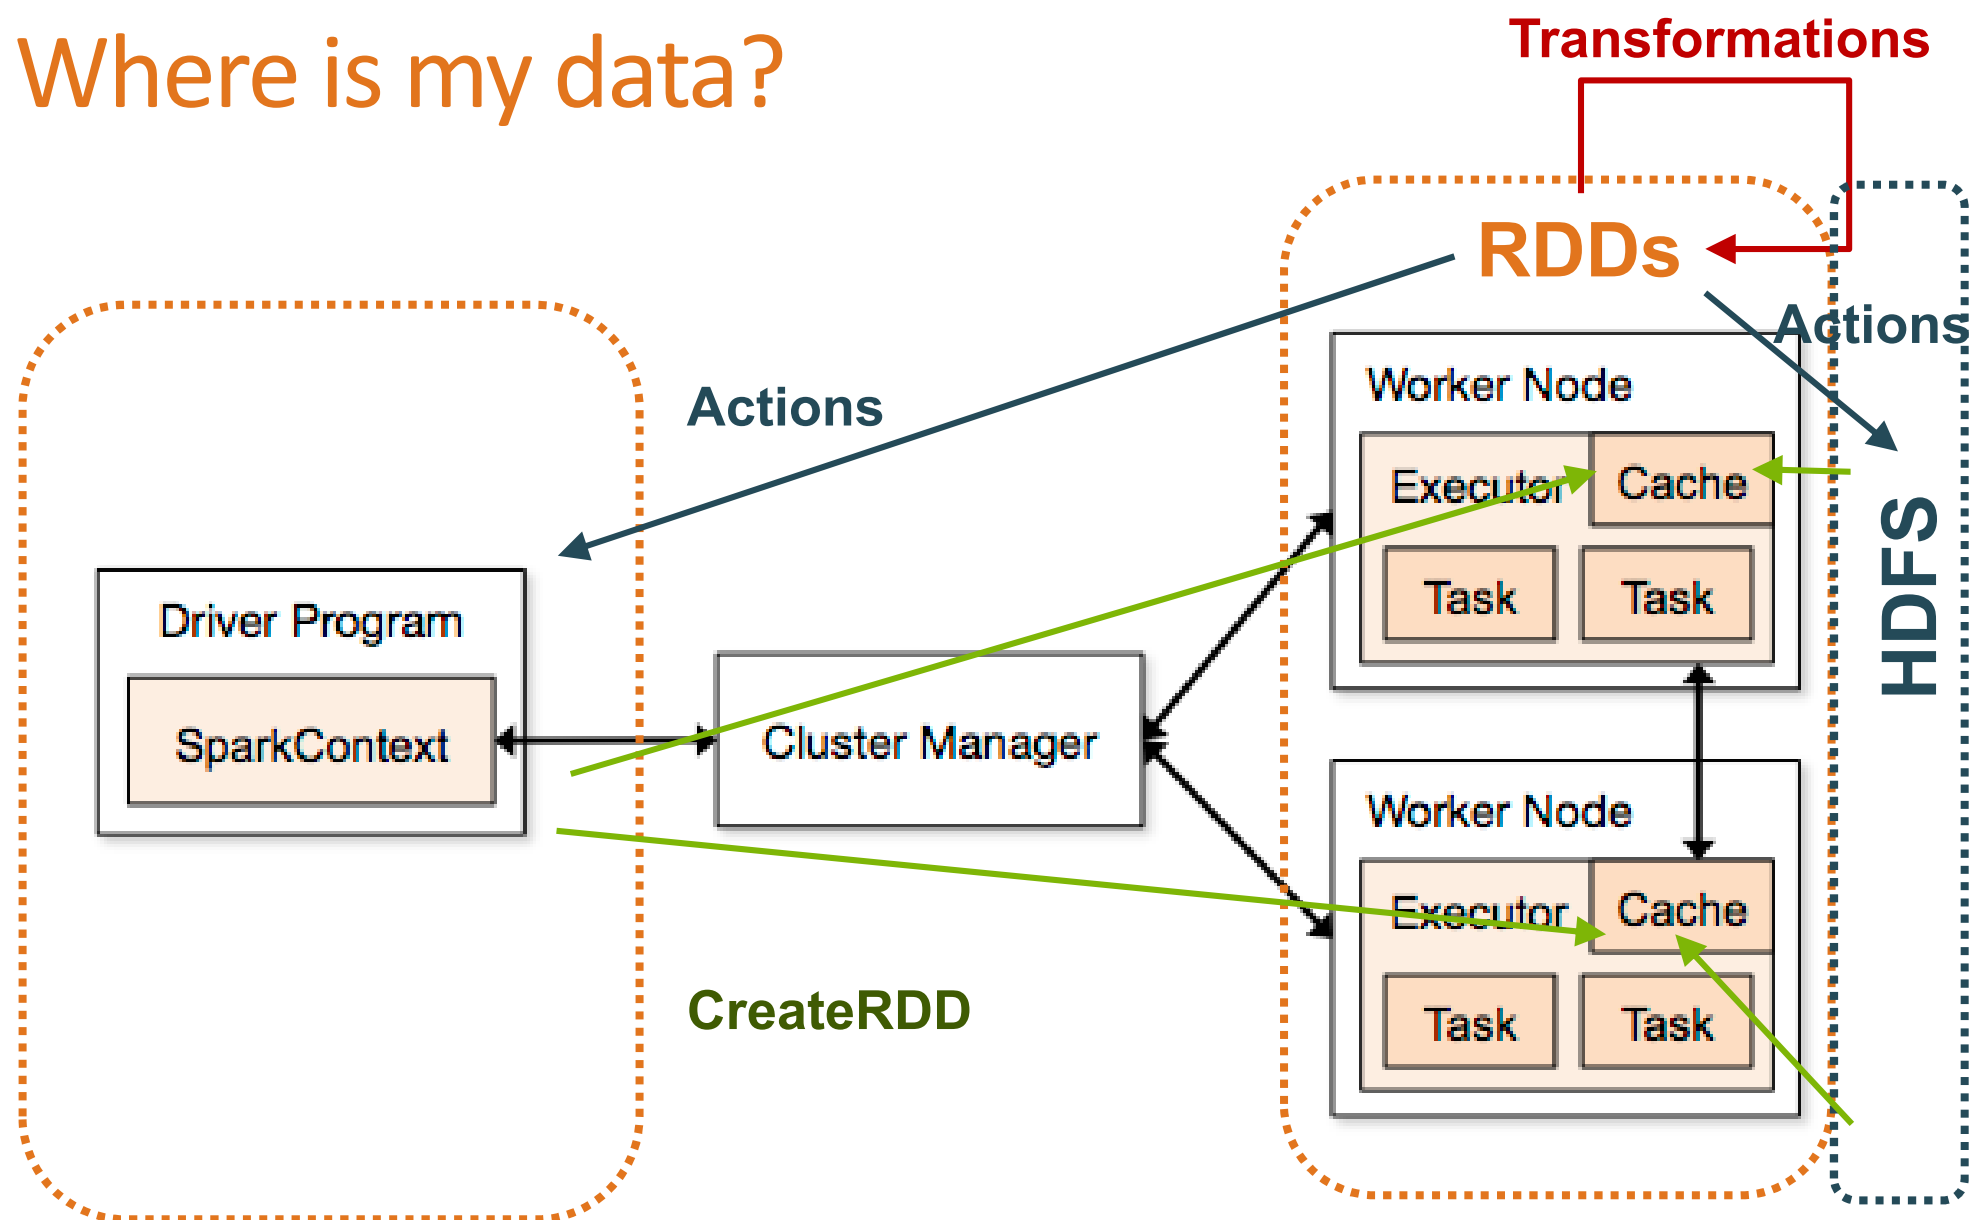 Where is my data?
Transformations
RDDs
Actions
Actions
Worker Node
Executor
Cache
Task
Task
HDFS
Driver Program
SparkContext
Cluster Manager
Worker Node
Executor
Cache
Task
Task
CreateRDD